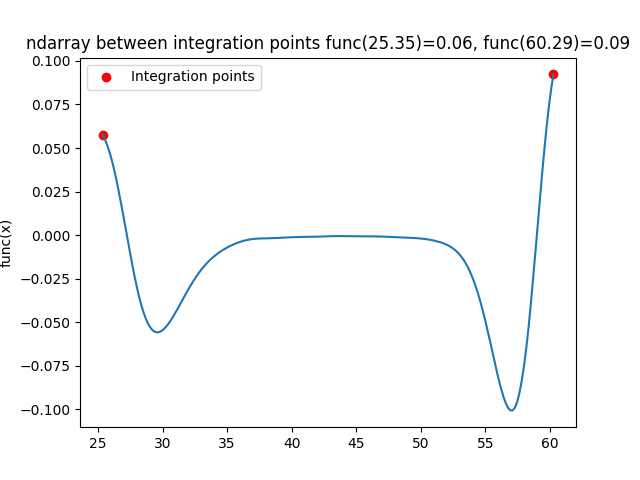 ndarray between integration points func(25.35)=0.06, func(60.29)=0.09
Integration points
func(x)
0.100
0.075
0.050
0.025
0.000
−0.025
−0.050
−0.075
−0.100
25 30 35 40 45 50 55 60